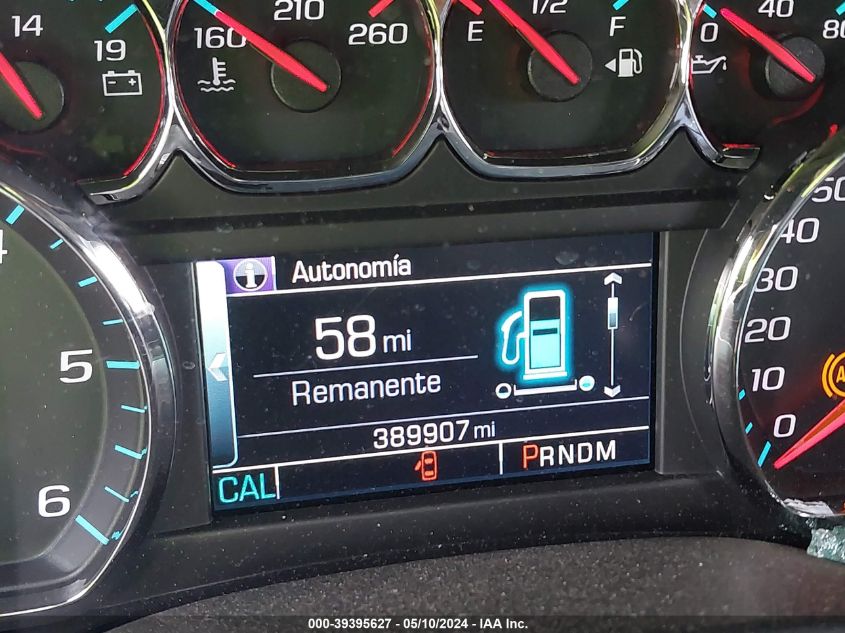 14 19
160 210 260
E 1/2 F
0 40 80
Autonomía
58 mi
Remanente
389907 mi
CAL PRNDM
5
6
50
40
30
20
10
0
000-39395627 - 05/10/2024 - IAA Inc.